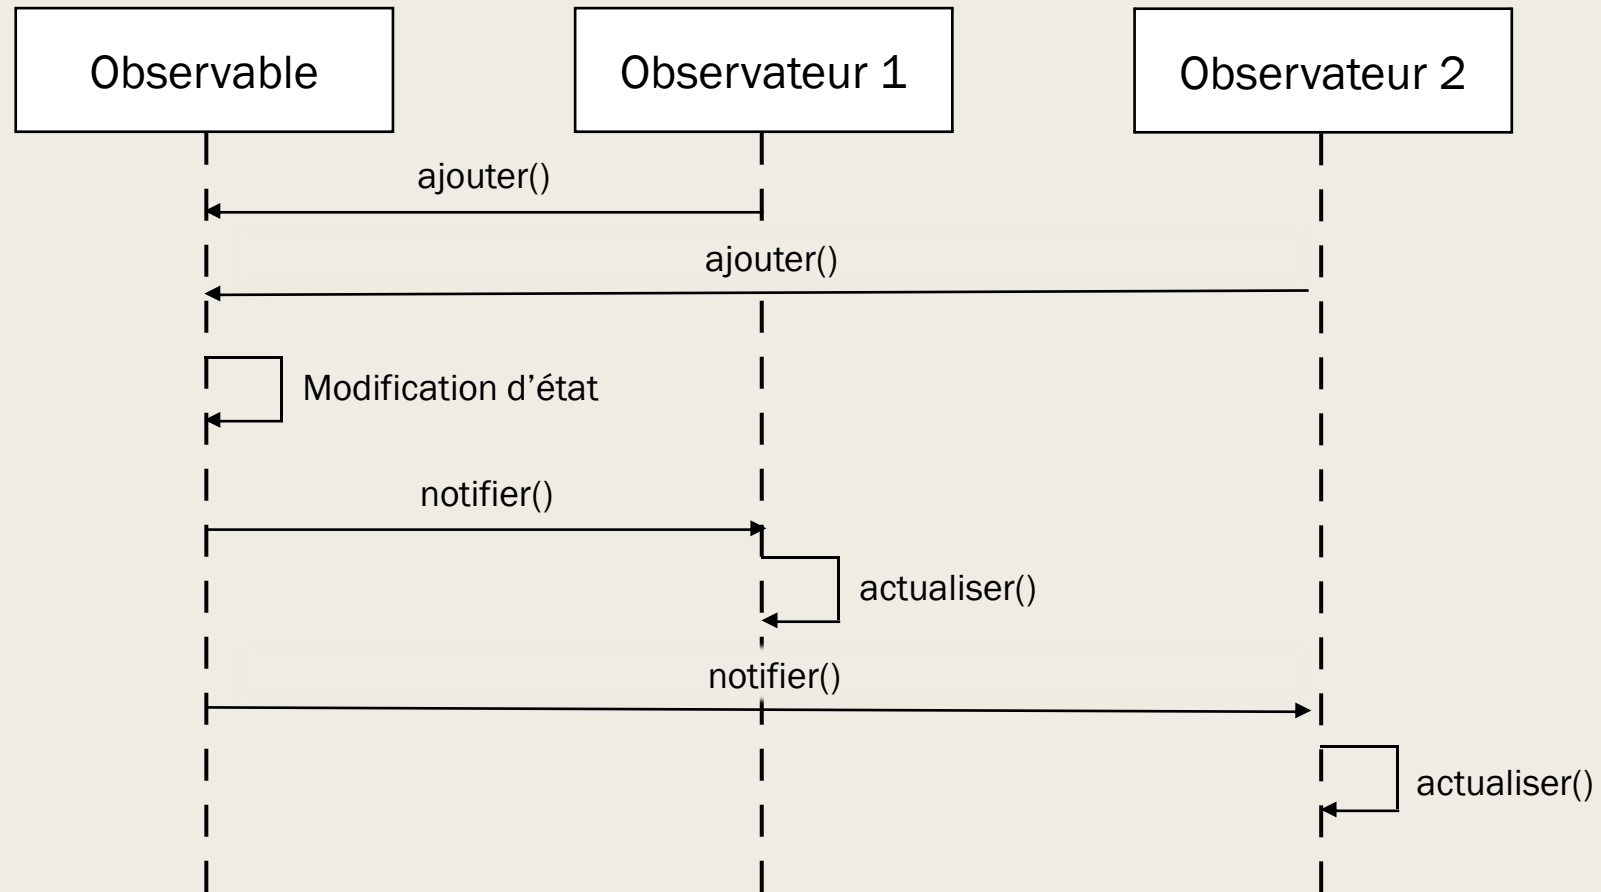 Observable
Observateur 1
Observateur 2
ajouter()
ajouter()
Modification d’état
notifier()
actualiser()
notifier()
actualiser()